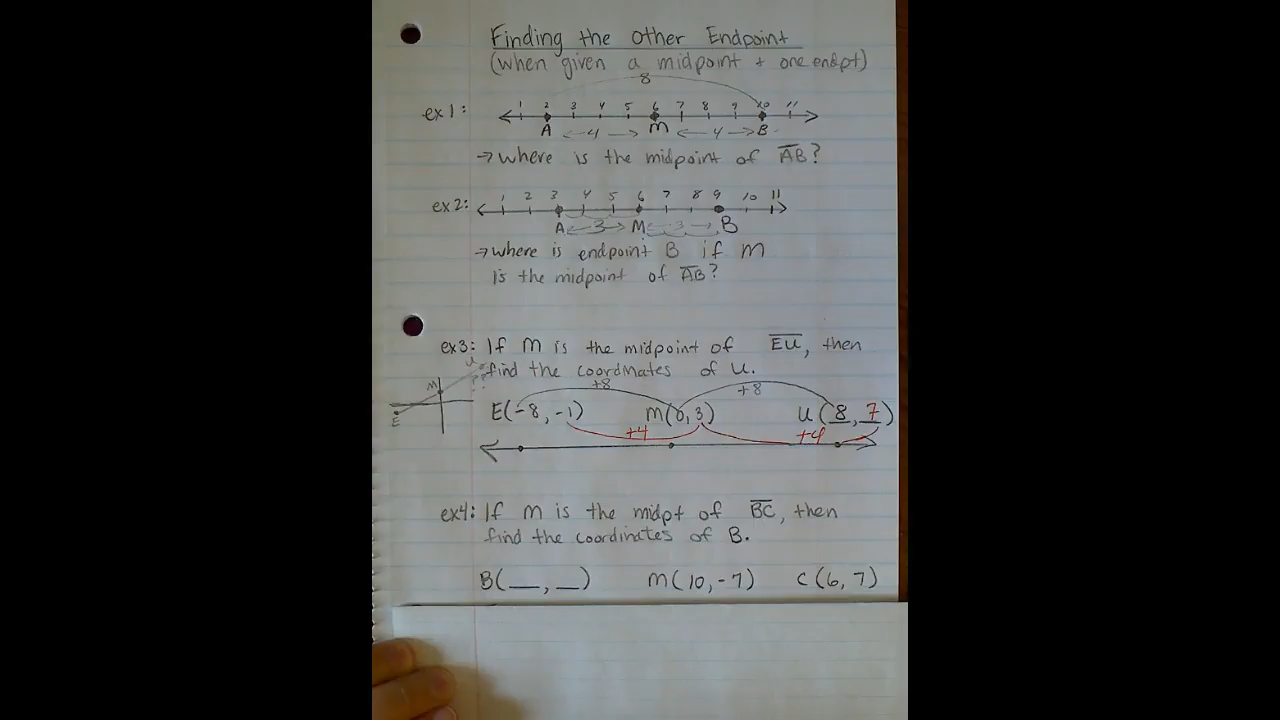 Finding the Other Endpoint
(when given a midpoint + one endpt)
8
ex1:
1 2 3 4 5 6 7 8 9 10 11
A 4 M 4 B
→ where is the midpoint of AB?
ex2:
1 2 3 4 5 6 7 8 9 10 11
A 3 M 3 B
→ where is endpoint B if M
is the midpoint of AB?
ex3: If M is the midpoint of EU, then
find the coordinates of U.
U
??
M
E
+8 +8
E(-8, -1) M(0, 3) U(8, 7)
+4 +4
ex4: If M is the midpt of BC, then
find the coordinates of B.
B(__, __) M(10, -7) C(6, 7)